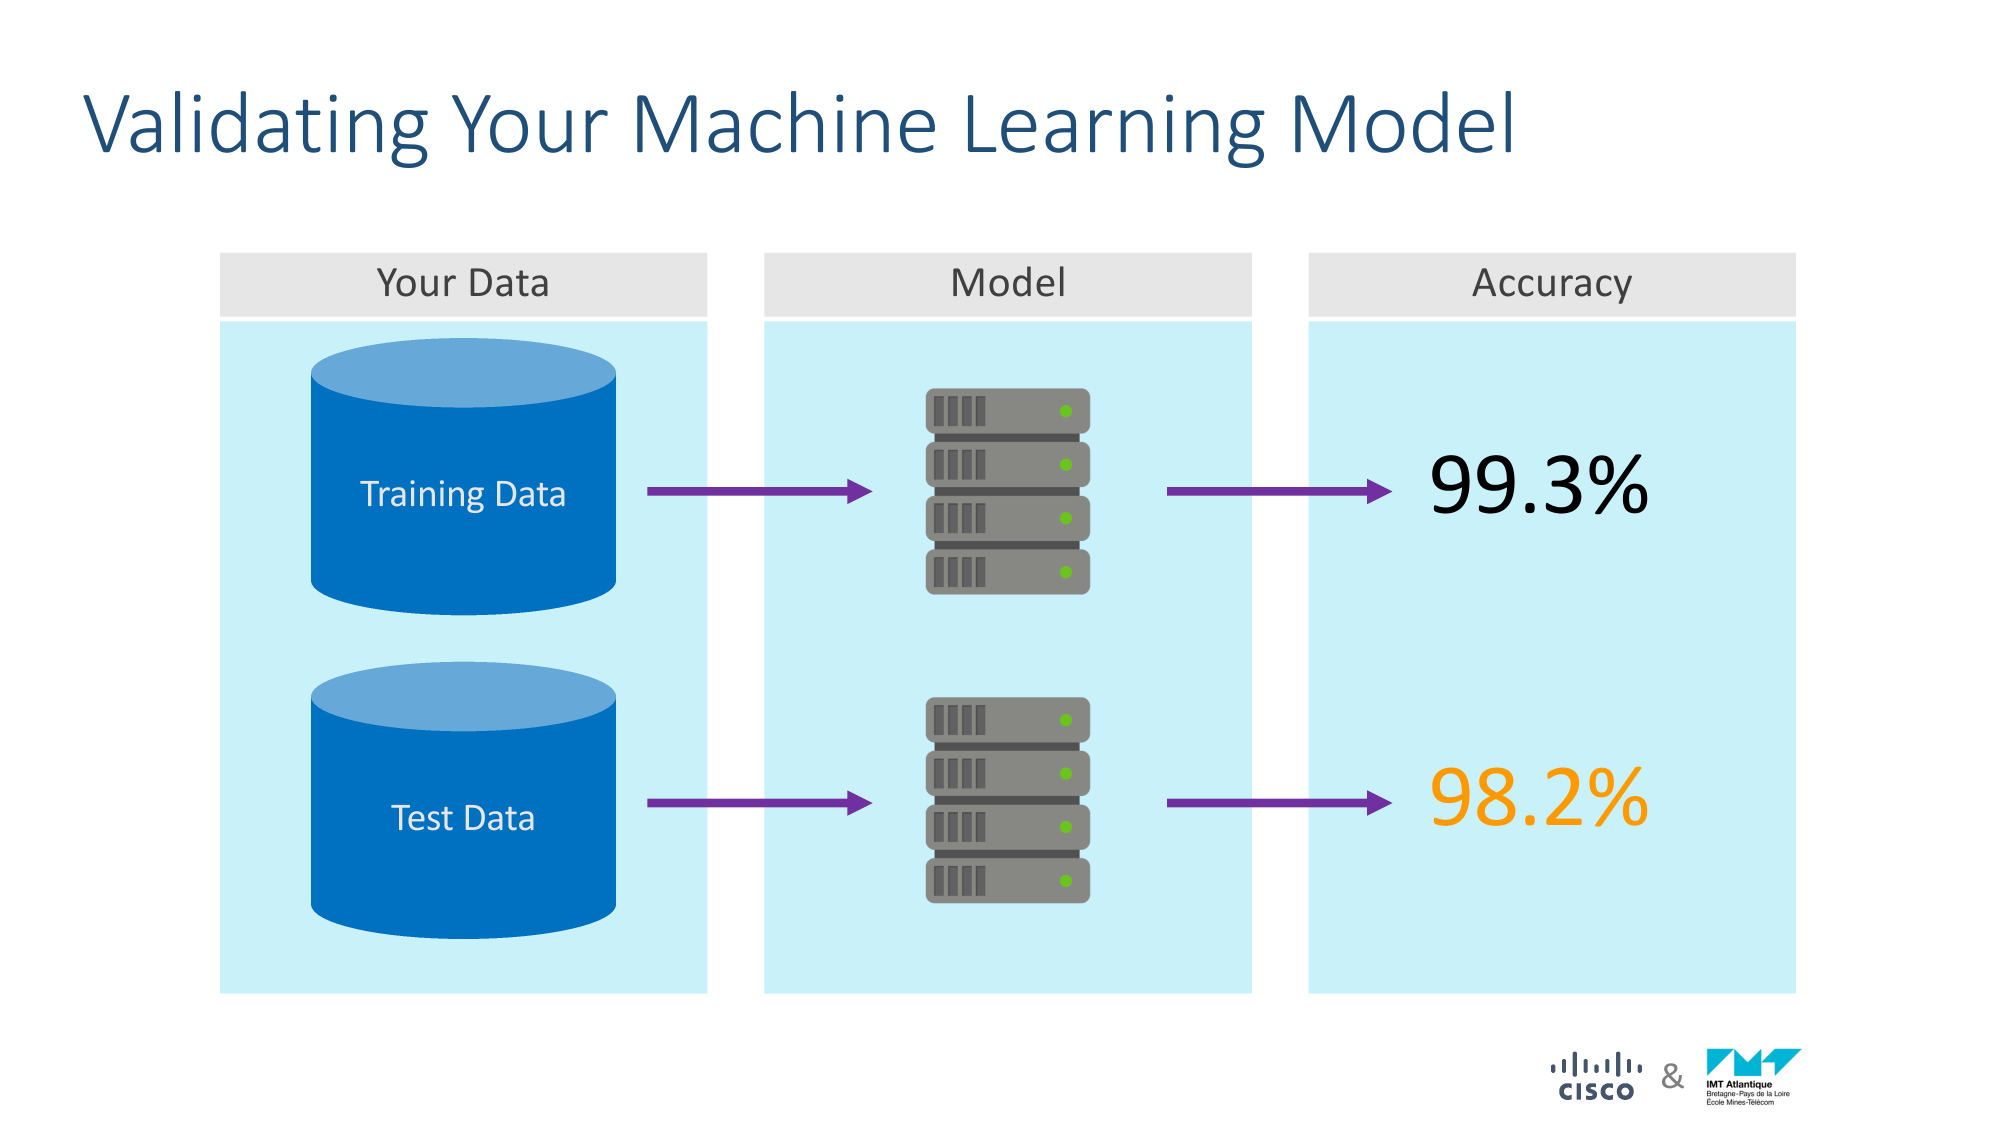 Validating Your Machine Learning Model
Your Data
Model
Accuracy
Training Data
99.3%
Test Data
98.2%
CISCO
&
IMT Atlantique
Bretagne-Pays de la Loire
École Mines-Télécom